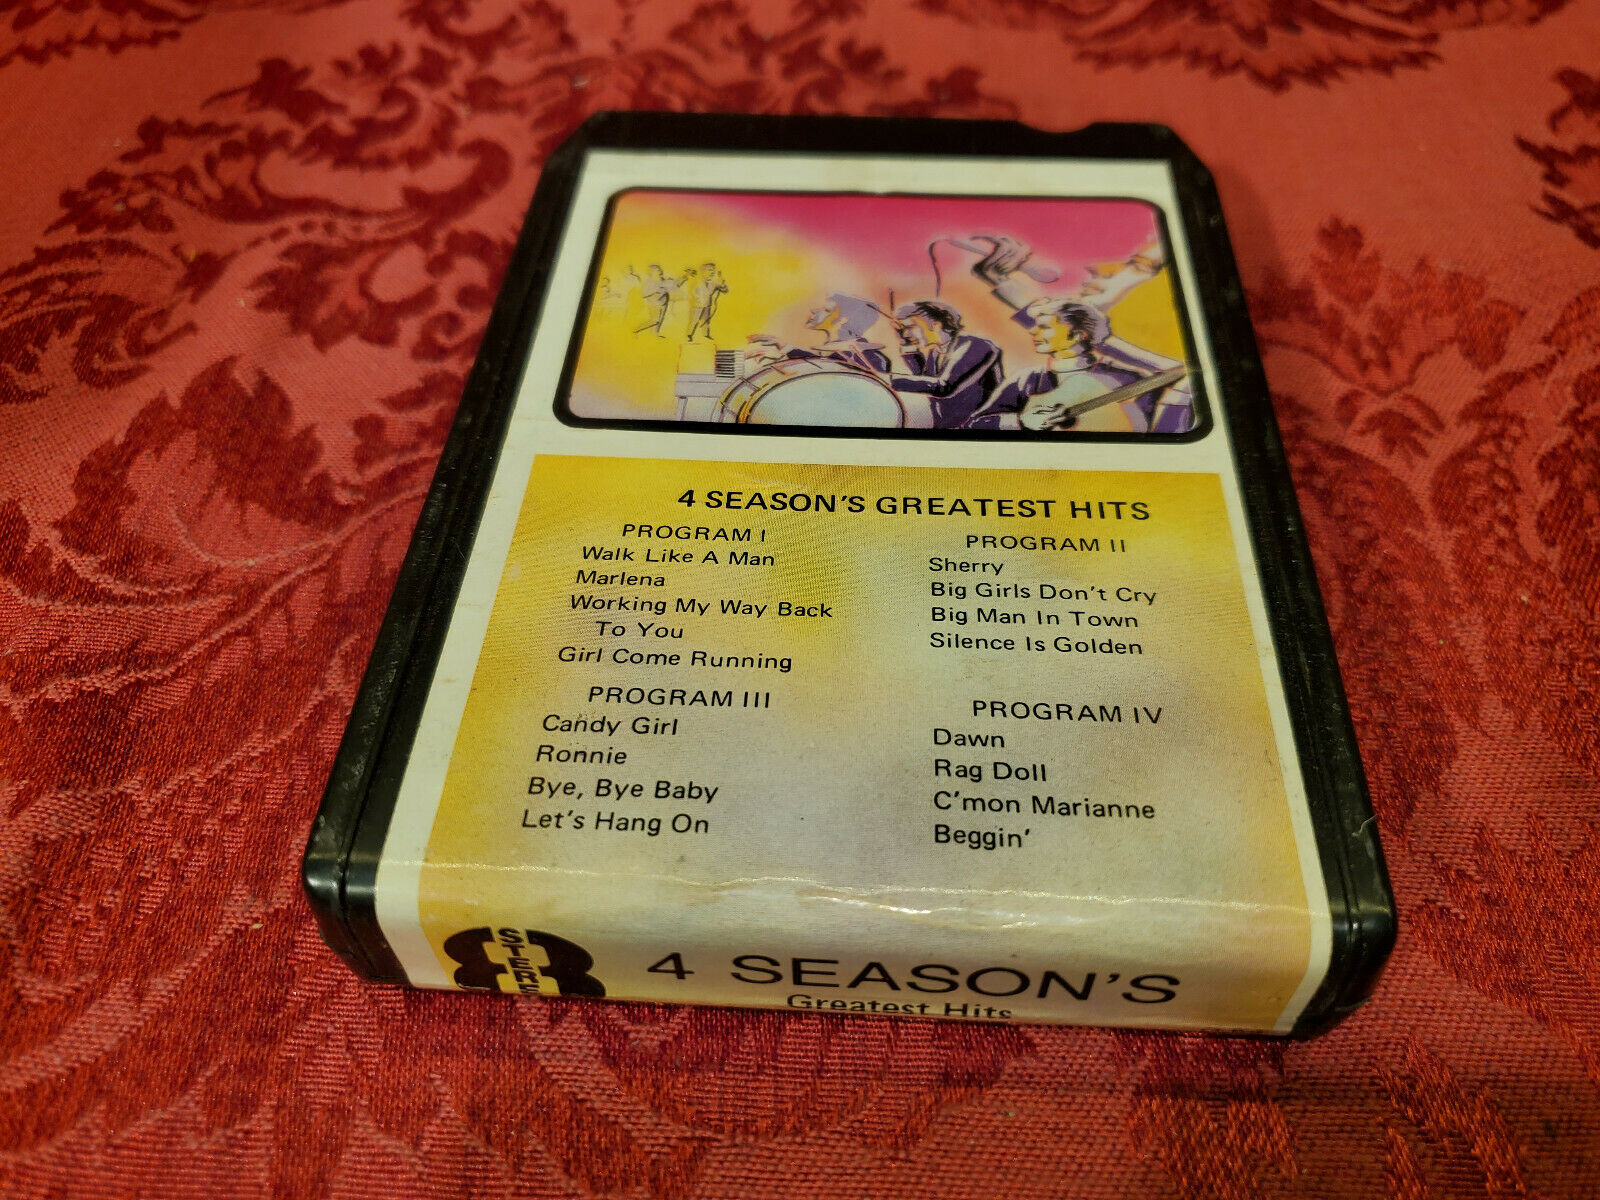 4 SEASON'S GREATEST HITS
PROGRAM I
Walk Like A Man
Marlena
Working My Way Back
To You
Girl Come Running
PROGRAM II
Sherry
Big Girls Don't Cry
Big Man In Town
Silence Is Golden
PROGRAM III
Candy Girl
Ronnie
Bye, Bye Baby
Let's Hang On
PROGRAM IV
Dawn
Rag Doll
C'mon Marianne
Beggin'
8
STERE
4 SEASON'S
Greatest Hits